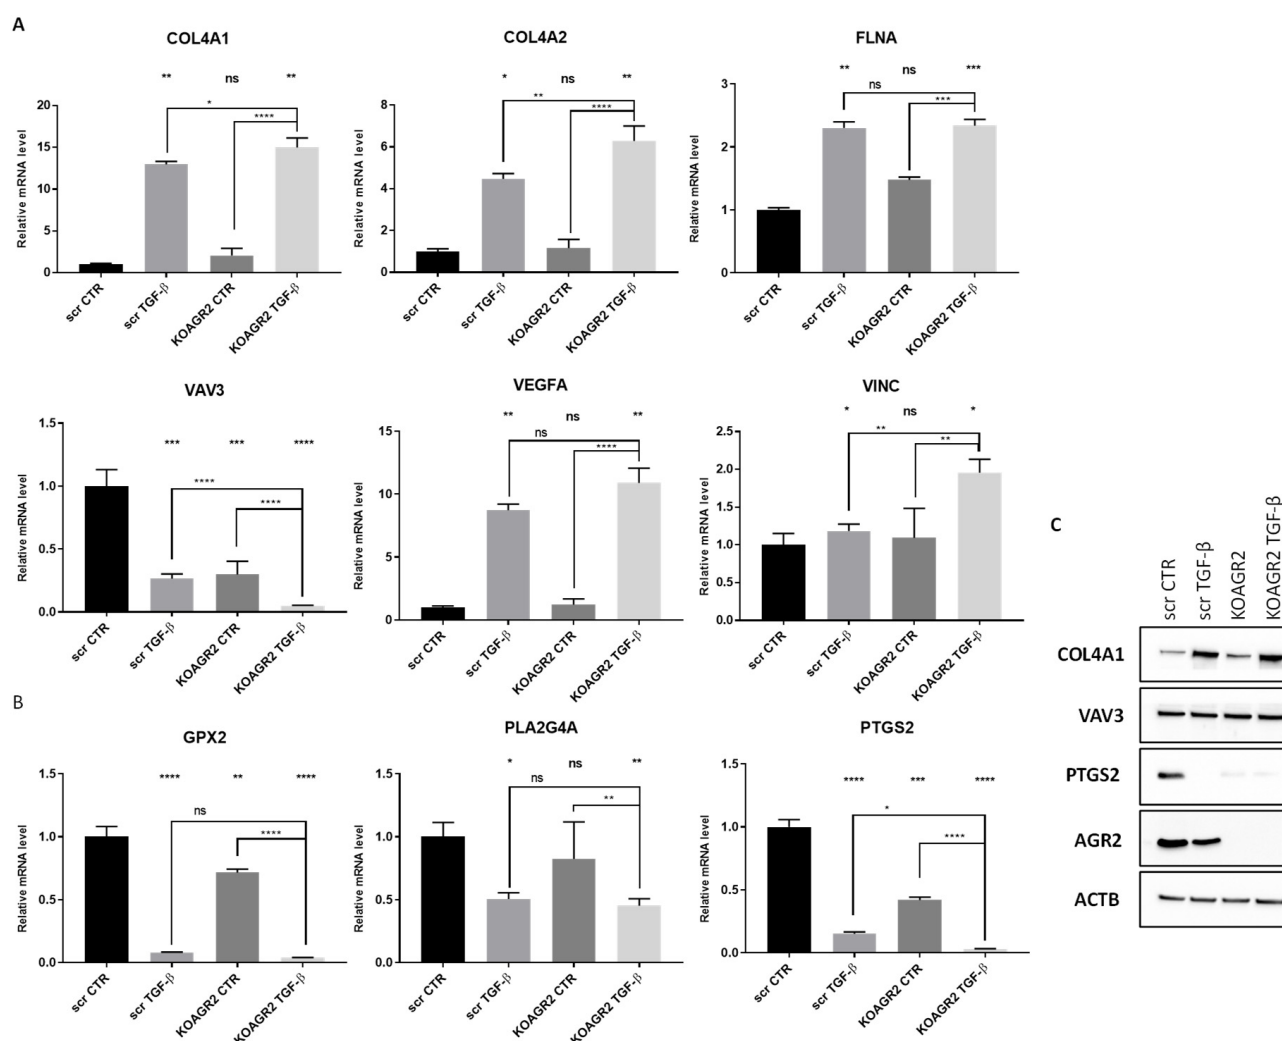 A
COL4A1
** ns **
*
****
Relative mRNA level
20
15
10
5
0
scr CTR
scr TGF-β
KOAGR2 CTR
KOAGR2 TGF-β
COL4A2
* ns **
**
****
Relative mRNA level
8
6
4
2
0
scr CTR
scr TGF-β
KOAGR2 CTR
KOAGR2 TGF-β
FLNA
** ns ***
ns
***
Relative mRNA level
3
2
1
0
scr CTR
scr TGF-β
KOAGR2 CTR
KOAGR2 TGF-β
VAV3
*** *** ****
****
****
Relative mRNA level
1.5
1.0
0.5
0.0
scr CTR
scr TGF-β
KOAGR2 CTR
KOAGR2 TGF-β
VEGFA
** ns **
ns
****
Relative mRNA level
15
10
5
0
scr CTR
scr TGF-β
KOAGR2 CTR
KOAGR2 TGF-β
VINC
* ns *
**
**
Relative mRNA level
2.5
2.0
1.5
1.0
0.5
0.0
scr CTR
scr TGF-β
KOAGR2 CTR
KOAGR2 TGF-β
B
GPX2
**** ** ****
ns
****
Relative mRNA level
1.5
1.0
0.5
0.0
scr CTR
scr TGF-β
KOAGR2 CTR
KOAGR2 TGF-β
PLA2G4A
* ns **
ns
**
Relative mRNA level
1.5
1.0
0.5
0.0
scr CTR
scr TGF-β
KOAGR2 CTR
KOAGR2 TGF-β
PTGS2
**** *** ****
*
****
Relative mRNA level
1.5
1.0
0.5
0.0
scr CTR
scr TGF-β
KOAGR2 CTR
KOAGR2 TGF-β
C
scr CTR
scr TGF-β
KOAGR2
KOAGR2 TGF-β
COL4A1
VAV3
PTGS2
AGR2
ACTB